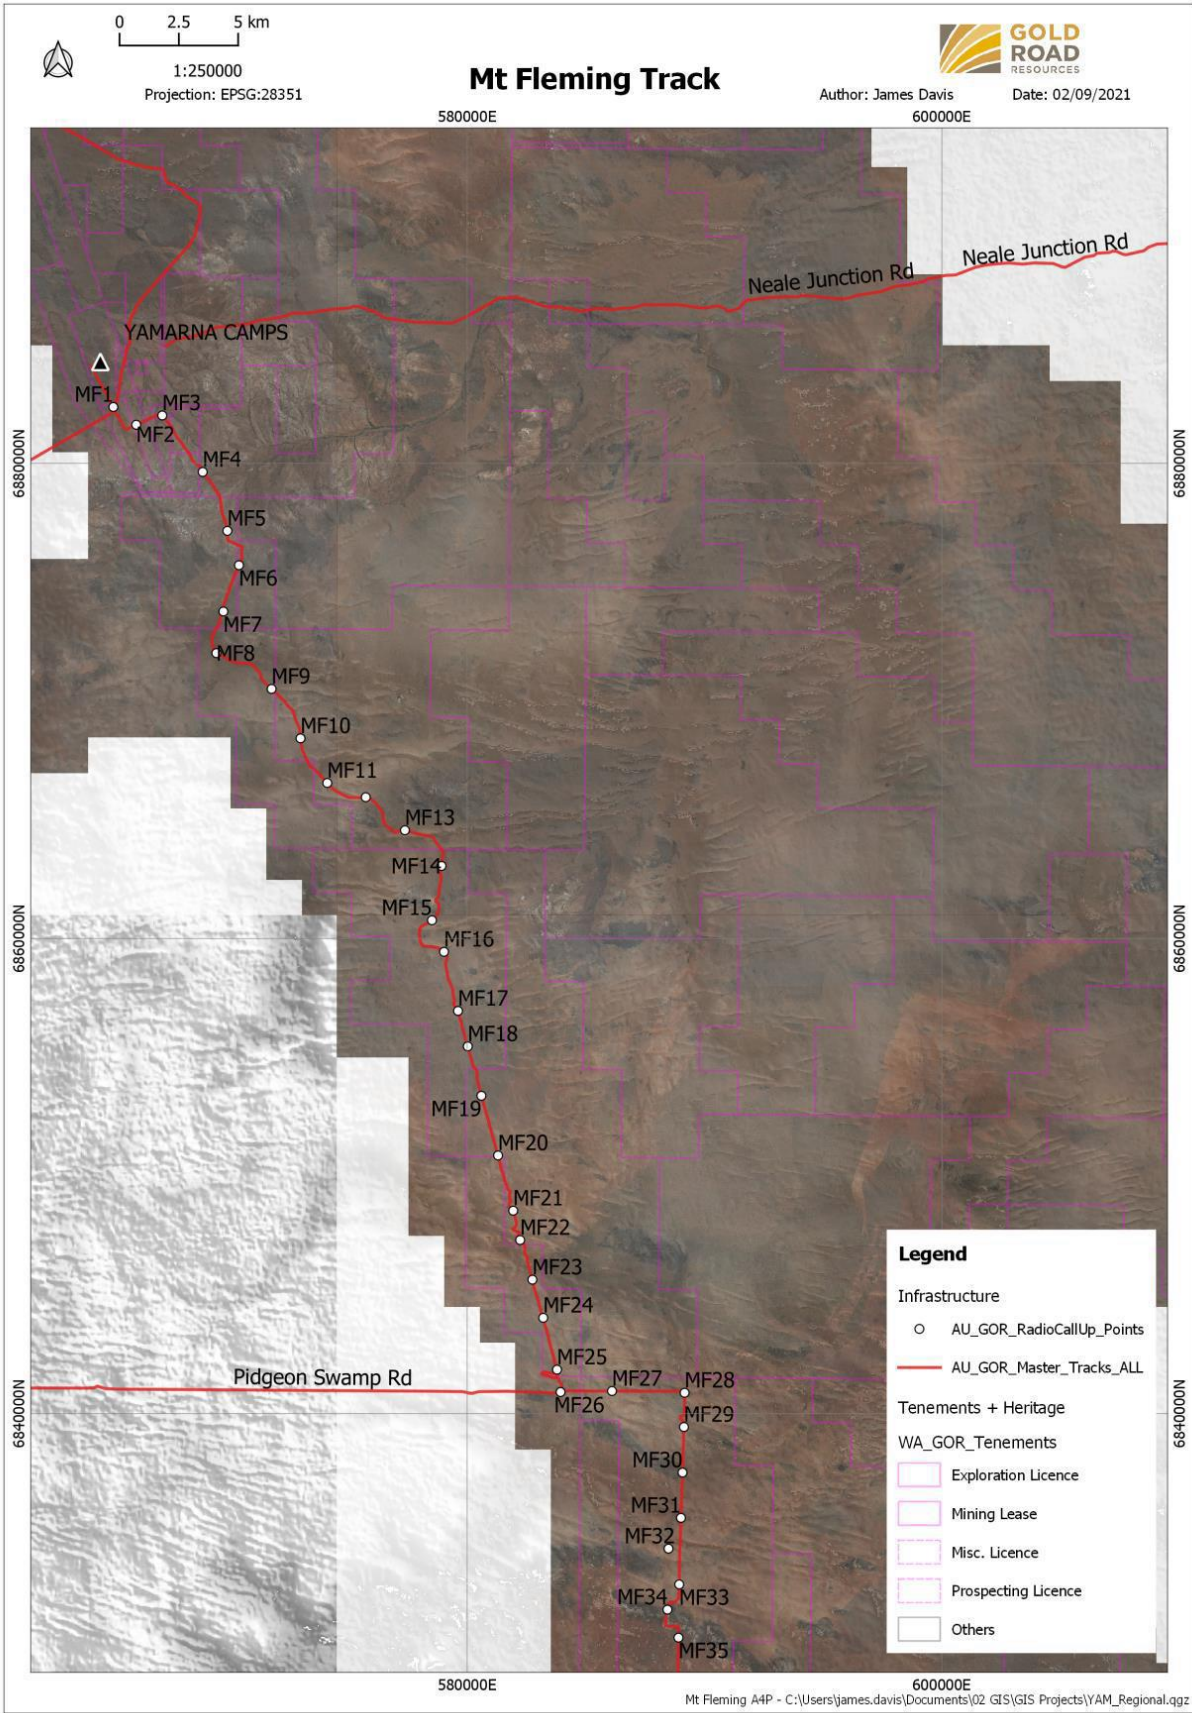 0 2.5 5 km
1:250000
Projection: EPSG:28351
Mt Fleming Track
GOLD
ROAD
RESOURCES
Author: James Davis Date: 02/09/2021
580000E 600000E
Neale Junction Rd
Neale Junction Rd
YAMARNA CAMPS
MF1
MF3
MF2
MF4
6880000N
6880000N
MF5
MF6
MF7
MF8
MF9
MF10
MF11
MF13
MF14
MF15
MF16
6860000N
6860000N
MF17
MF18
MF19
MF20
MF21
MF22
MF23
MF24
MF25
Pidgeon Swamp Rd
MF27
MF28
MF26
MF29
6840000N
6840000N
MF30
MF31
MF32
MF34
MF33
MF35
Legend
Infrastructure
AU_GOR_RadioCallUp_Points
AU_GOR_Master_Tracks_ALL
Tenements + Heritage
WA_GOR_Tenements
Exploration Licence
Mining Lease
Misc. Licence
Prospecting Licence
Others
580000E 600000E
Mt Fleming A4P - C:\Users\james.davis\Documents\02 GIS\GIS Projects\YAM_Regional.qgz